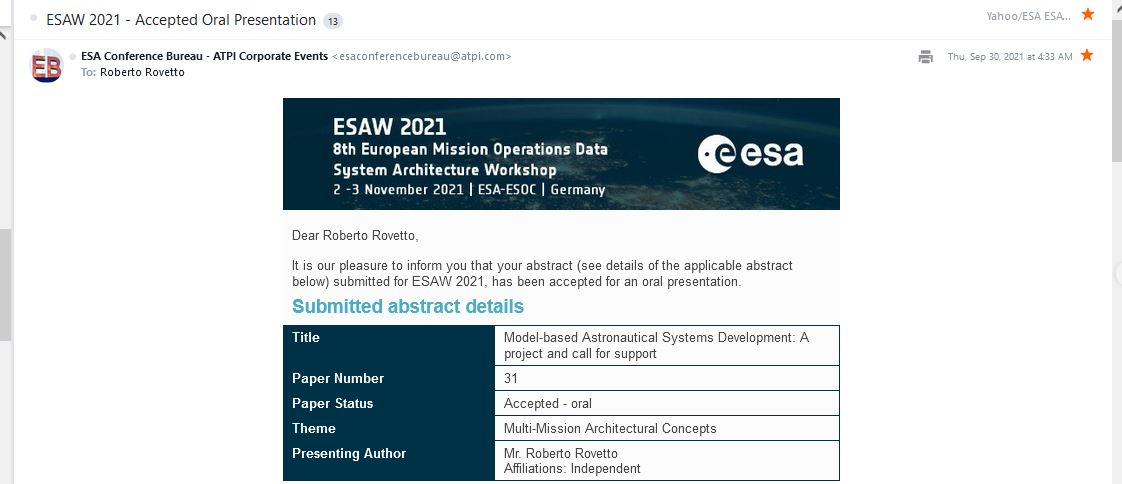 ESAW 2021 - Accepted Oral Presentation 13
Yahoo/ESA ESA...
EB
ESA Conference Bureau - ATPI Corporate Events <esaconferencebureau@atpi.com>
Thu, Sep 30, 2021 at 4:33 AM
To: Roberto Rovetto
ESAW 2021
8th European Mission Operations Data
System Architecture Workshop
2 -3 November 2021 | ESA-ESOC | Germany
esa
Dear Roberto Rovetto,
It is our pleasure to inform you that your abstract (see details of the applicable abstract
below) submitted for ESAW 2021, has been accepted for an oral presentation.
Submitted abstract details
Title
Model-based Astronautical Systems Development: A
project and call for support
Paper Number
31
Paper Status
Accepted - oral
Theme
Multi-Mission Architectural Concepts
Presenting Author
Mr. Roberto Rovetto
Affiliations: Independent